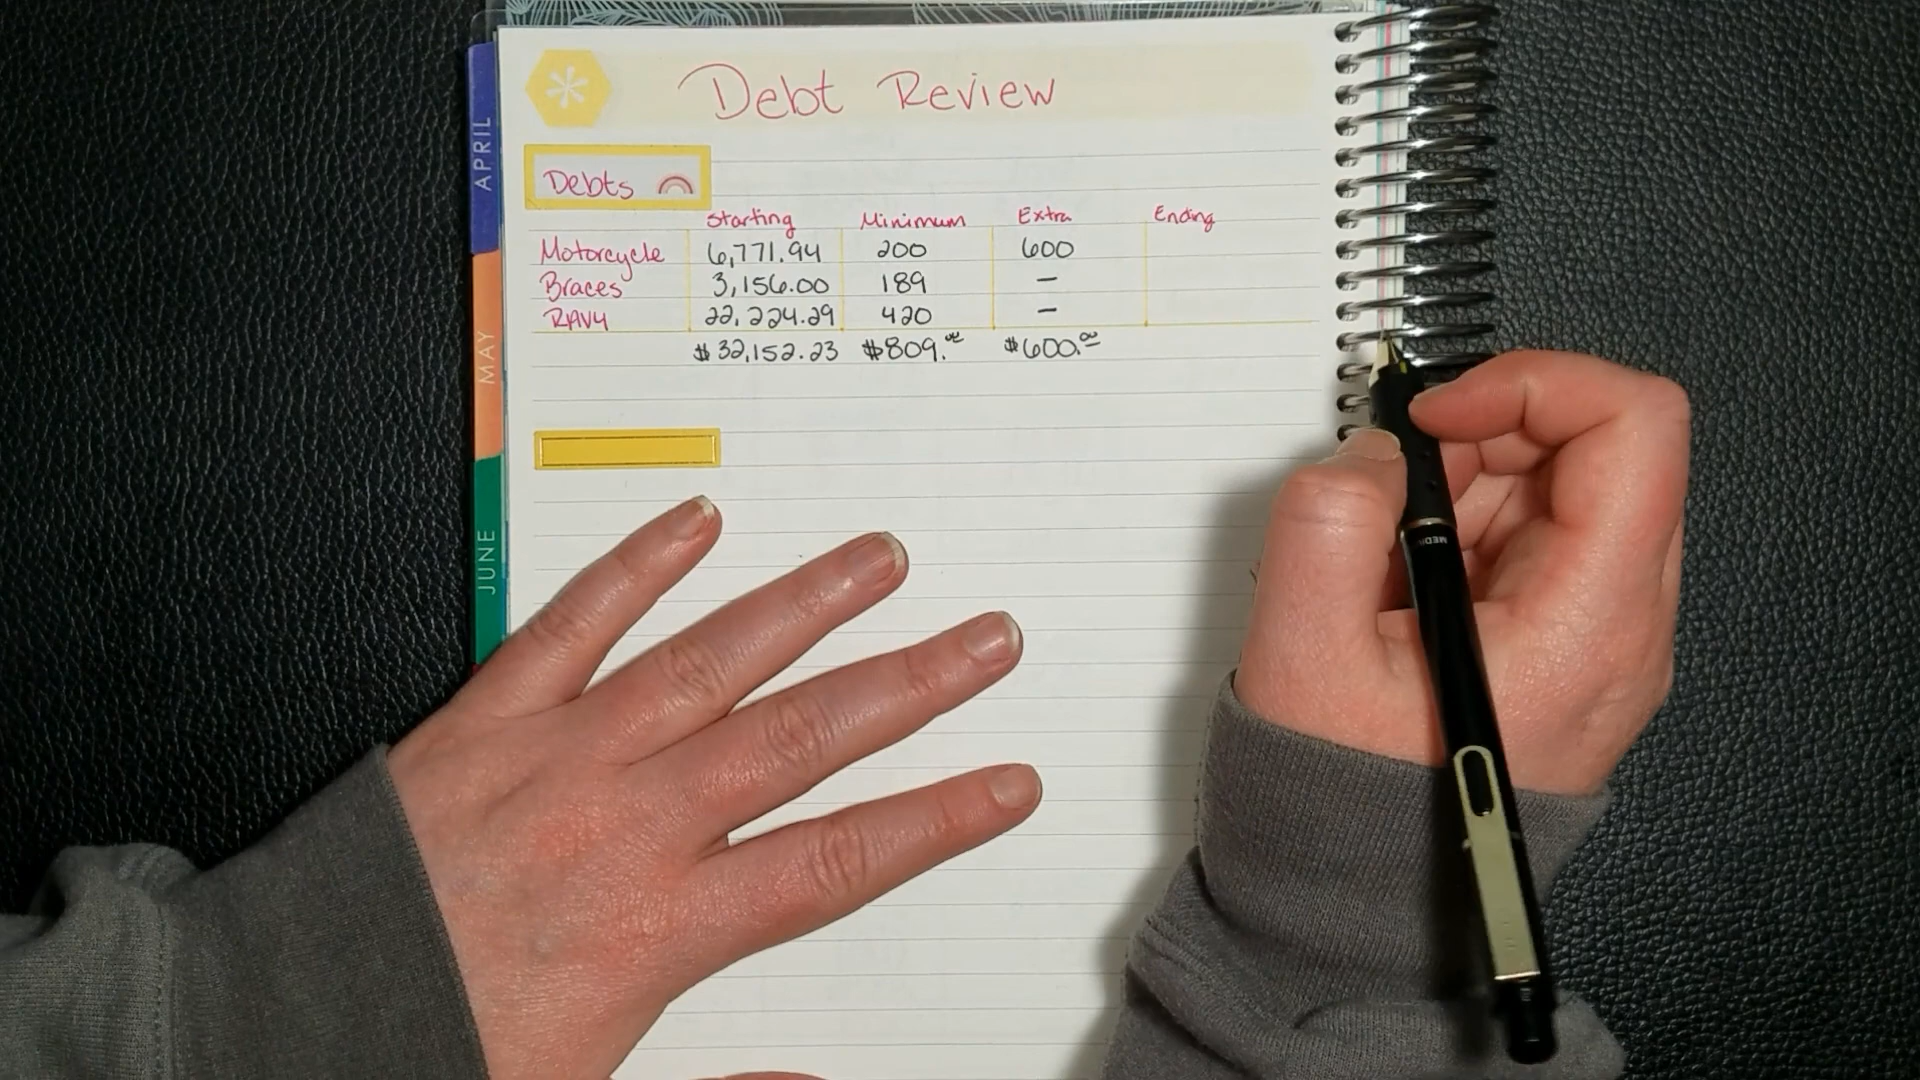 Debt Review
APRIL
Debts
Starting Minimum Extra Ending
Motorcycle 6,771.94 200 600
Braces 3,156.00 189 –
RAV4 22,224.29 420 –
$32,152.23 $809.00 $600.00
MAY
JUNE